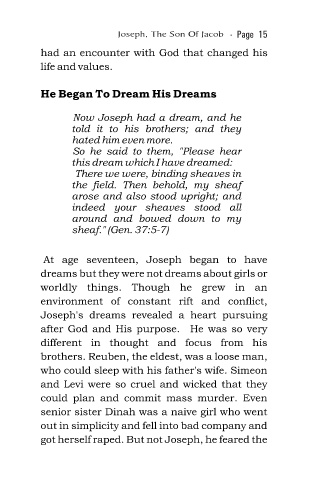 Joseph, The Son Of Jacob - Page 15
had an encounter with God that changed his
life and values.
He Began To Dream His Dreams
Now Joseph had a dream, and he
told it to his brothers; and they
hated him even more.
So he said to them, "Please hear
this dream which I have dreamed:
There we were, binding sheaves in
the field. Then behold, my sheaf
arose and also stood upright; and
indeed your sheaves stood all
around and bowed down to my
sheaf." (Gen. 37:5-7)
At age seventeen, Joseph began to have
dreams but they were not dreams about girls or
worldly things. Though he grew in an
environment of constant rift and conflict,
Joseph's dreams revealed a heart pursuing
after God and His purpose. He was so very
different in thought and focus from his
brothers. Reuben, the eldest, was a loose man,
who could sleep with his father's wife. Simeon
and Levi were so cruel and wicked that they
could plan and commit mass murder. Even
senior sister Dinah was a naive girl who went
out in simplicity and fell into bad company and
got herself raped. But not Joseph, he feared the